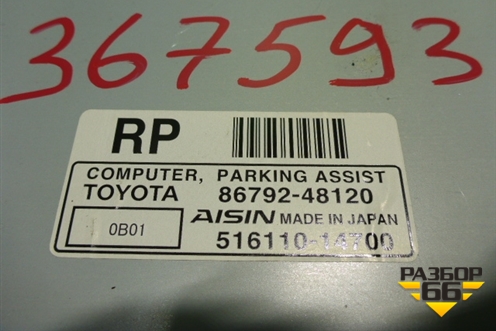 367593
RP
COMPUTER, PARKING ASSIST
TOYOTA 86792-48120
0B01
AISIN MADE IN JAPAN
516110-14700
РАЗБОР
66